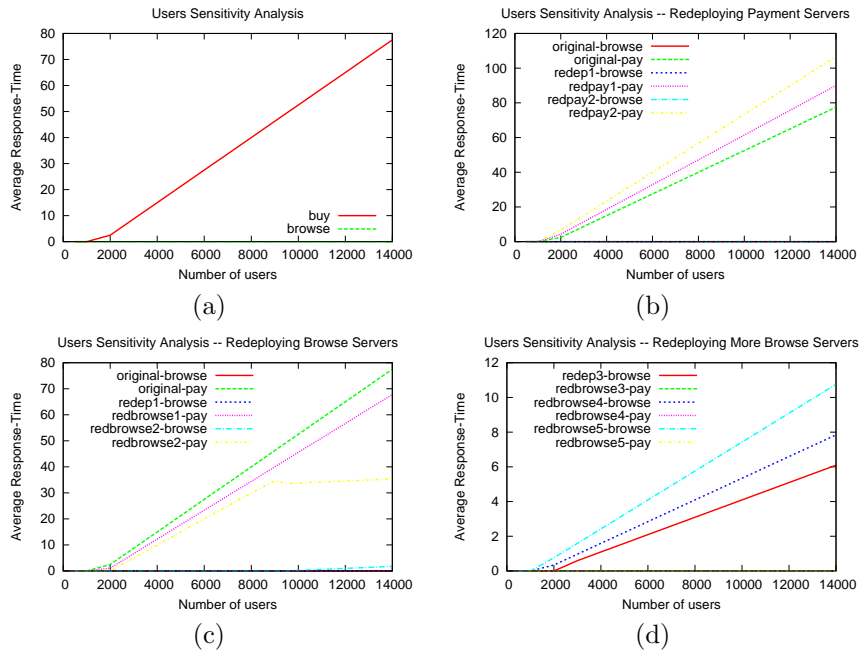 Users Sensitivity Analysis
80
70
60
50
40
30
20
10
0
Average Response-Time
buy
browse
0 2000 4000 6000 8000 10000 12000 14000
Number of users
(a)
Users Sensitivity Analysis -- Redeploying Payment Servers
120
100
80
60
40
20
0
Average Response-Time
original-browse
original-pay
redep1-browse
redpay1-pay
redpay2-browse
redpay2-pay
0 2000 4000 6000 8000 10000 12000 14000
Number of users
(b)
Users Sensitivity Analysis -- Redeploying Browse Servers
80
70
60
50
40
30
20
10
0
Average Response-Time
original-browse
original-pay
redep1-browse
redbrowse1-pay
redbrowse2-browse
redbrowse2-pay
0 2000 4000 6000 8000 10000 12000 14000
Number of users
(c)
Users Sensitivity Analysis -- Redeploying More Browse Servers
12
10
8
6
4
2
0
Average Response-Time
redep3-browse
redbrowse3-pay
redbrowse4-browse
redbrowse4-pay
redbrowse5-browse
redbrowse5-pay
0 2000 4000 6000 8000 10000 12000 14000
Number of users
(d)